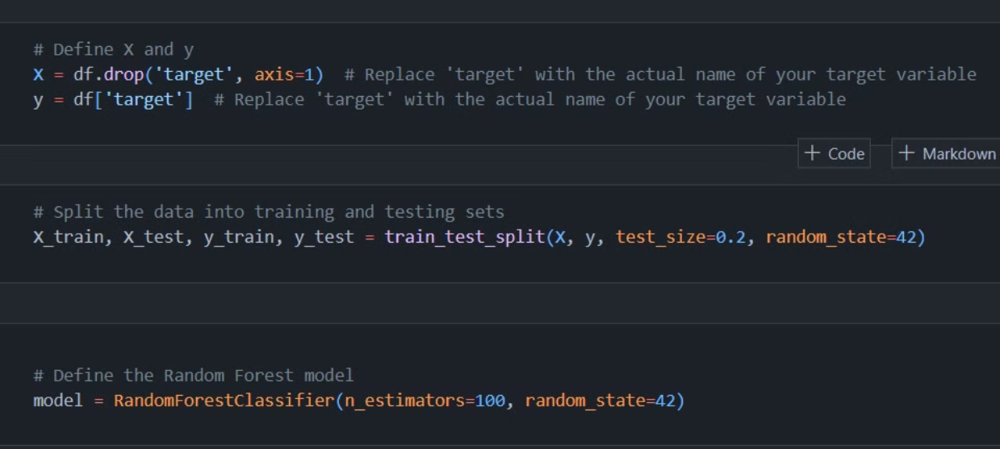 # Define X and y
X = df.drop('target', axis=1)  # Replace 'target' with the actual name of your target variable
y = df['target']  # Replace 'target' with the actual name of your target variable
+ Code + Markdown
# Split the data into training and testing sets
X_train, X_test, y_train, y_test = train_test_split(X, y, test_size=0.2, random_state=42)
# Define the Random Forest model
model = RandomForestClassifier(n_estimators=100, random_state=42)